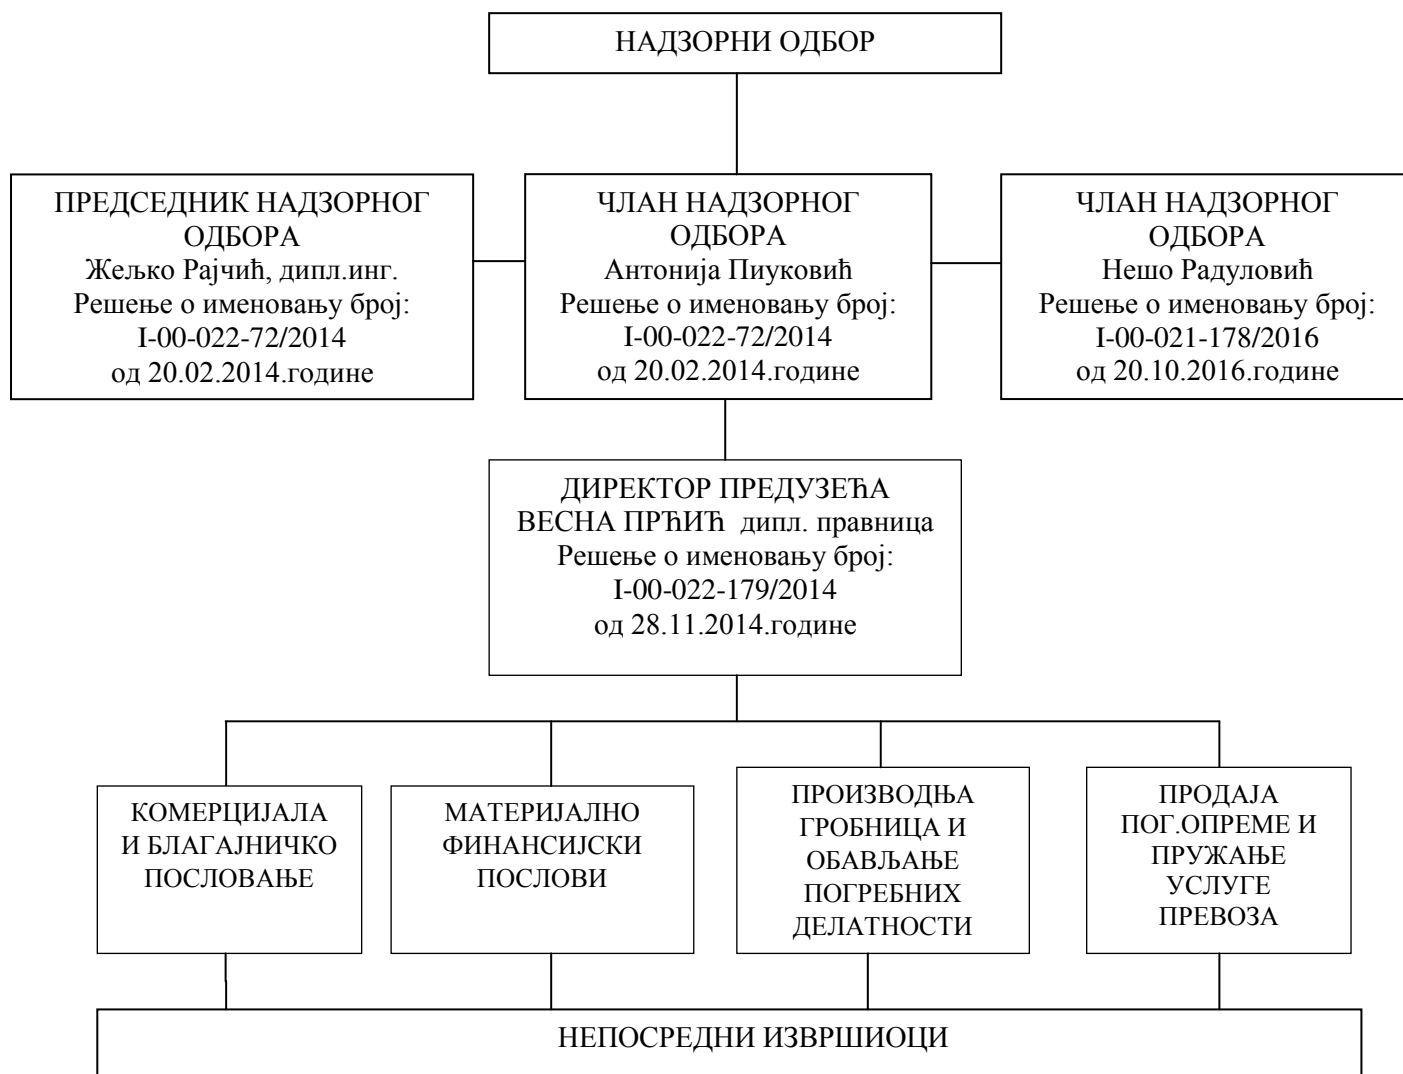 НАДЗОРНИ ОДБОР
ПРЕДСЕДНИК НАДЗОРНОГ
ОДБОРА
Жељко Рајчић, дипл.инг.
Решење о именовању број:
I-00-022-72/2014
од 20.02.2014.године
ЧЛАН НАДЗОРНОГ
ОДБОРА
Антонија Пиуковић
Решење о именовању број:
I-00-022-72/2014
од 20.02.2014.године
ЧЛАН НАДЗОРНОГ
ОДБОРА
Нешо Радуловић
Решење о именовању број:
I-00-021-178/2016
од 20.10.2016.године
ДИРЕКТОР ПРЕДУЗЕЋА
ВЕСНА ПРЋИЋ дипл. правница
Решење о именовању број:
I-00-022-179/2014
од 28.11.2014.године
КОМЕРЦИЈАЛА
И БЛАГАЈНИЧКО
ПОСЛОВАЊЕ
МАТЕРИЈАЛНО
ФИНАНСИЈСКИ
ПОСЛОВИ
ПРОИЗВОДЊА
ГРОБНИЦА И
ОБАВЉАЊЕ
ПОГРЕБНИХ
ДЕЛАТНОСТИ
ПРОДАЈА
ПОГ.ОПРЕМЕ И
ПРУЖАЊЕ
УСЛУГЕ
ПРЕВОЗА
НЕПОСРЕДНИ ИЗВРШИОЦИ